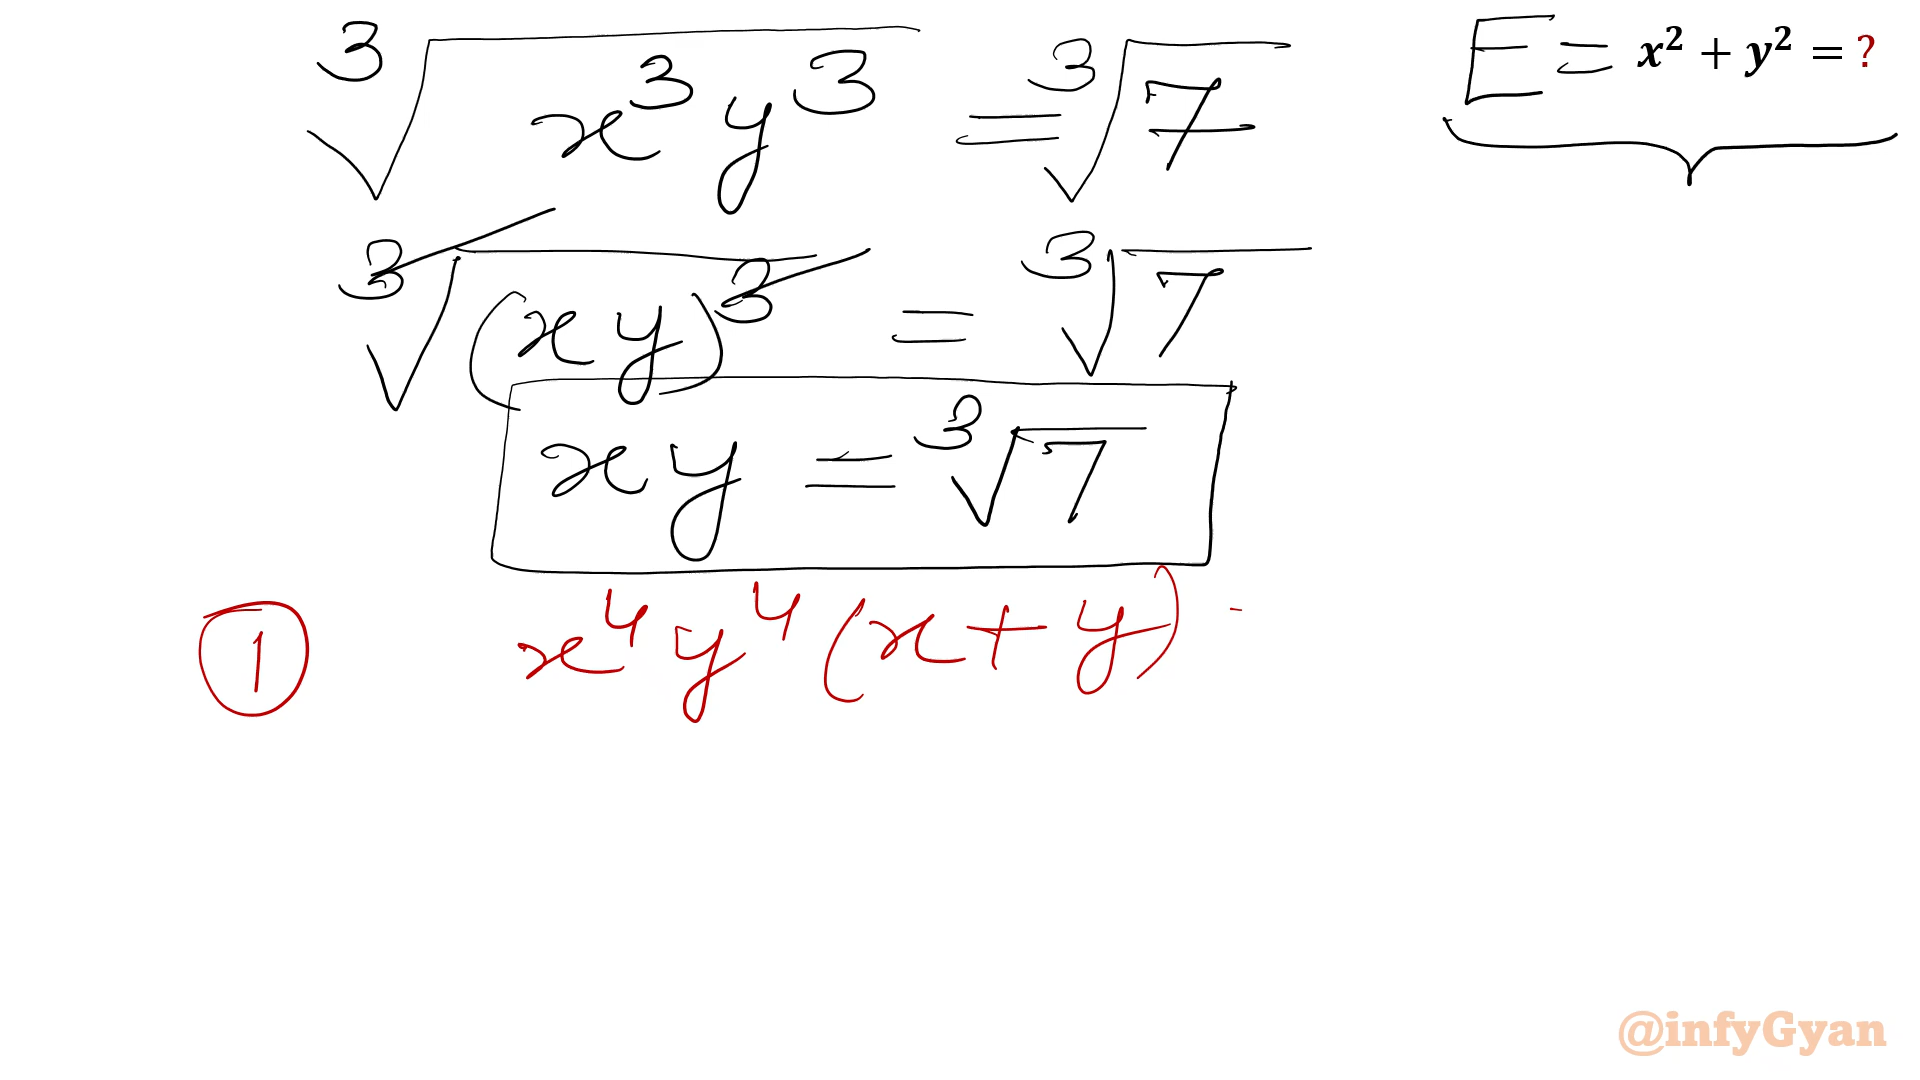 ∛(x³y³) = ∛7
E = x² + y² = ?
∛((xy)³) = ∛7
xy = ∛7
① x⁴y⁴(x + y) -
@infyGyan